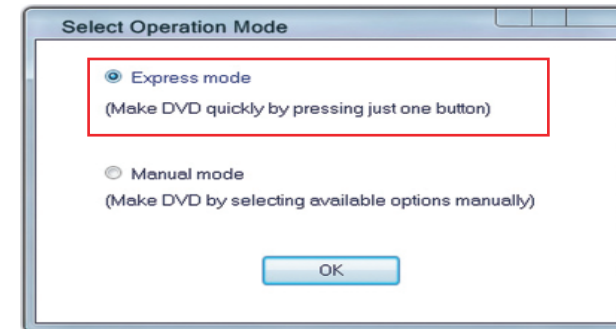 Select Operation Mode
Express mode
(Make DVD quickly by pressing just one button)
Manual mode
(Make DVD by selecting available options manually)
OK